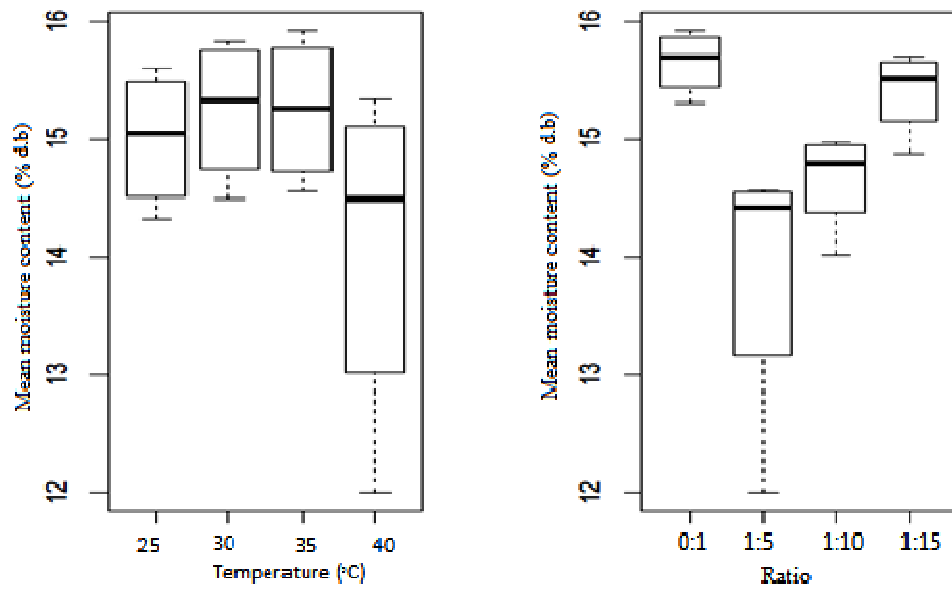 Mean moisture content (% d.b)
16
15
14
13
12
25 30 35 40
Temperature (°C)
Mean moisture content (% d.b)
16
15
14
13
12
0:1 1:5 1:10 1:15
Ratio